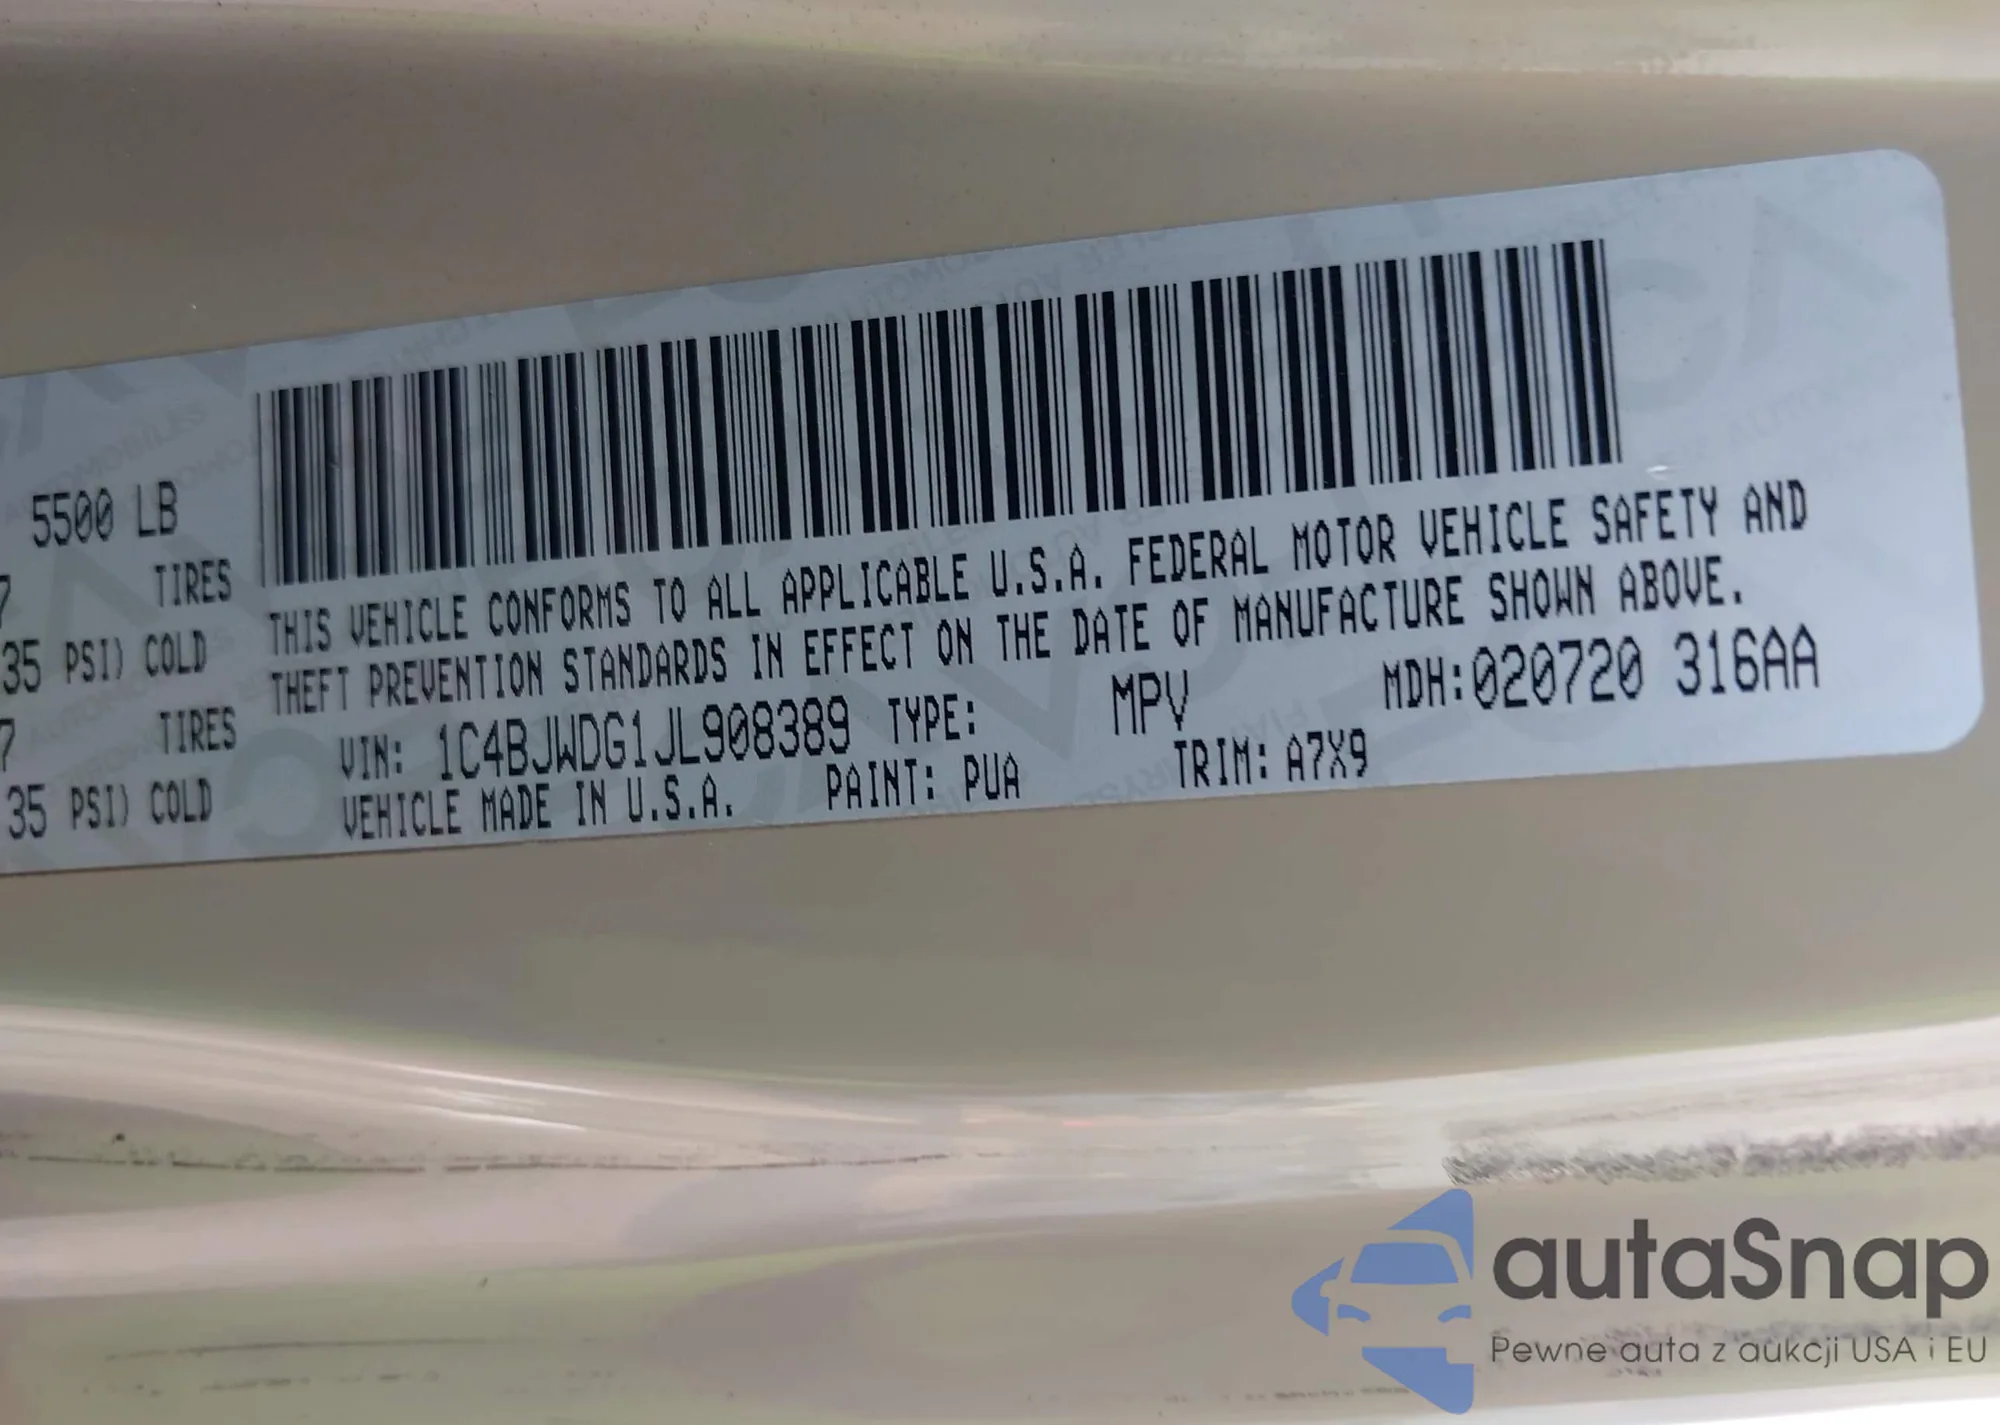 5500 LB
7 TIRES
35 PSI) COLD
7 TIRES
35 PSI) COLD
THIS VEHICLE CONFORMS TO ALL APPLICABLE U.S.A. FEDERAL MOTOR VEHICLE SAFETY AND
THEFT PREVENTION STANDARDS IN EFFECT ON THE DATE OF MANUFACTURE SHOWN ABOVE.
VIN: 1C4BJWDG1JL908389 TYPE: MPV MDH:020720 316AA
VEHICLE MADE IN U.S.A. PAINT: PUA TRIM: A7X9
autaSnap
Pewne auta z aukcji USA i EU